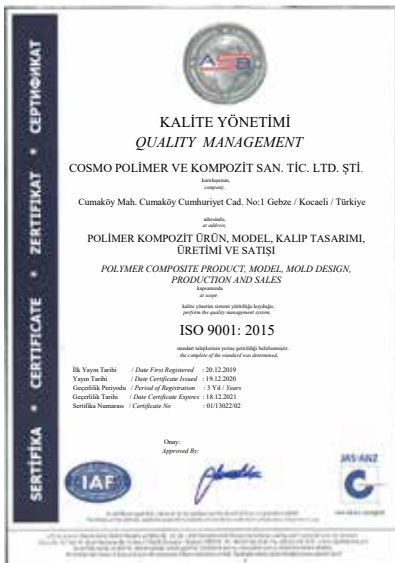 СЕРТИФИКАТ
ZERTIFIKAT
CERTIFICATE
SERTİFİKA
ASB
KALİTE YÖNETİMİ
QUALITY MANAGEMENT
COSMO POLİMER VE KOMPOZİT SAN. TİC. LTD. ŞTİ.
kuruluşunun,
company,
Cumaköy Mah. Cumaköy Cumhuriyet Cad. No:1 Gebze / Kocaeli / Türkiye
adresinde,
at address,
POLİMER KOMPOZİT ÜRÜN, MODEL, KALIP TASARIMI,
ÜRETİMİ VE SATIŞI
POLYMER COMPOSITE PRODUCT, MODEL, MOLD DESIGN,
PRODUCTION AND SALES
kapsamında
at scope
kalite yönetim sistemi yürürlüğe koyduğu,
perform the quality management system,
ISO 9001: 2015
standart taleplerinin yerine getirildiği belirlenmiştir.
the complete of the standard was determined,
İlk Yayın Tarihi / Date First Registered : 20.12.2019
Yayın Tarihi / Date Certificate Issued : 19.12.2020
Geçerlilik Periyodu / Period of Registration : 3 Yıl / Years
Geçerlilik Tarihi / Date Certificate Expires : 18.12.2021
Sertifika Numarası / Certificate No : 01/13022/02
Onay:
Approved By:
IAF
JAS-ANZ